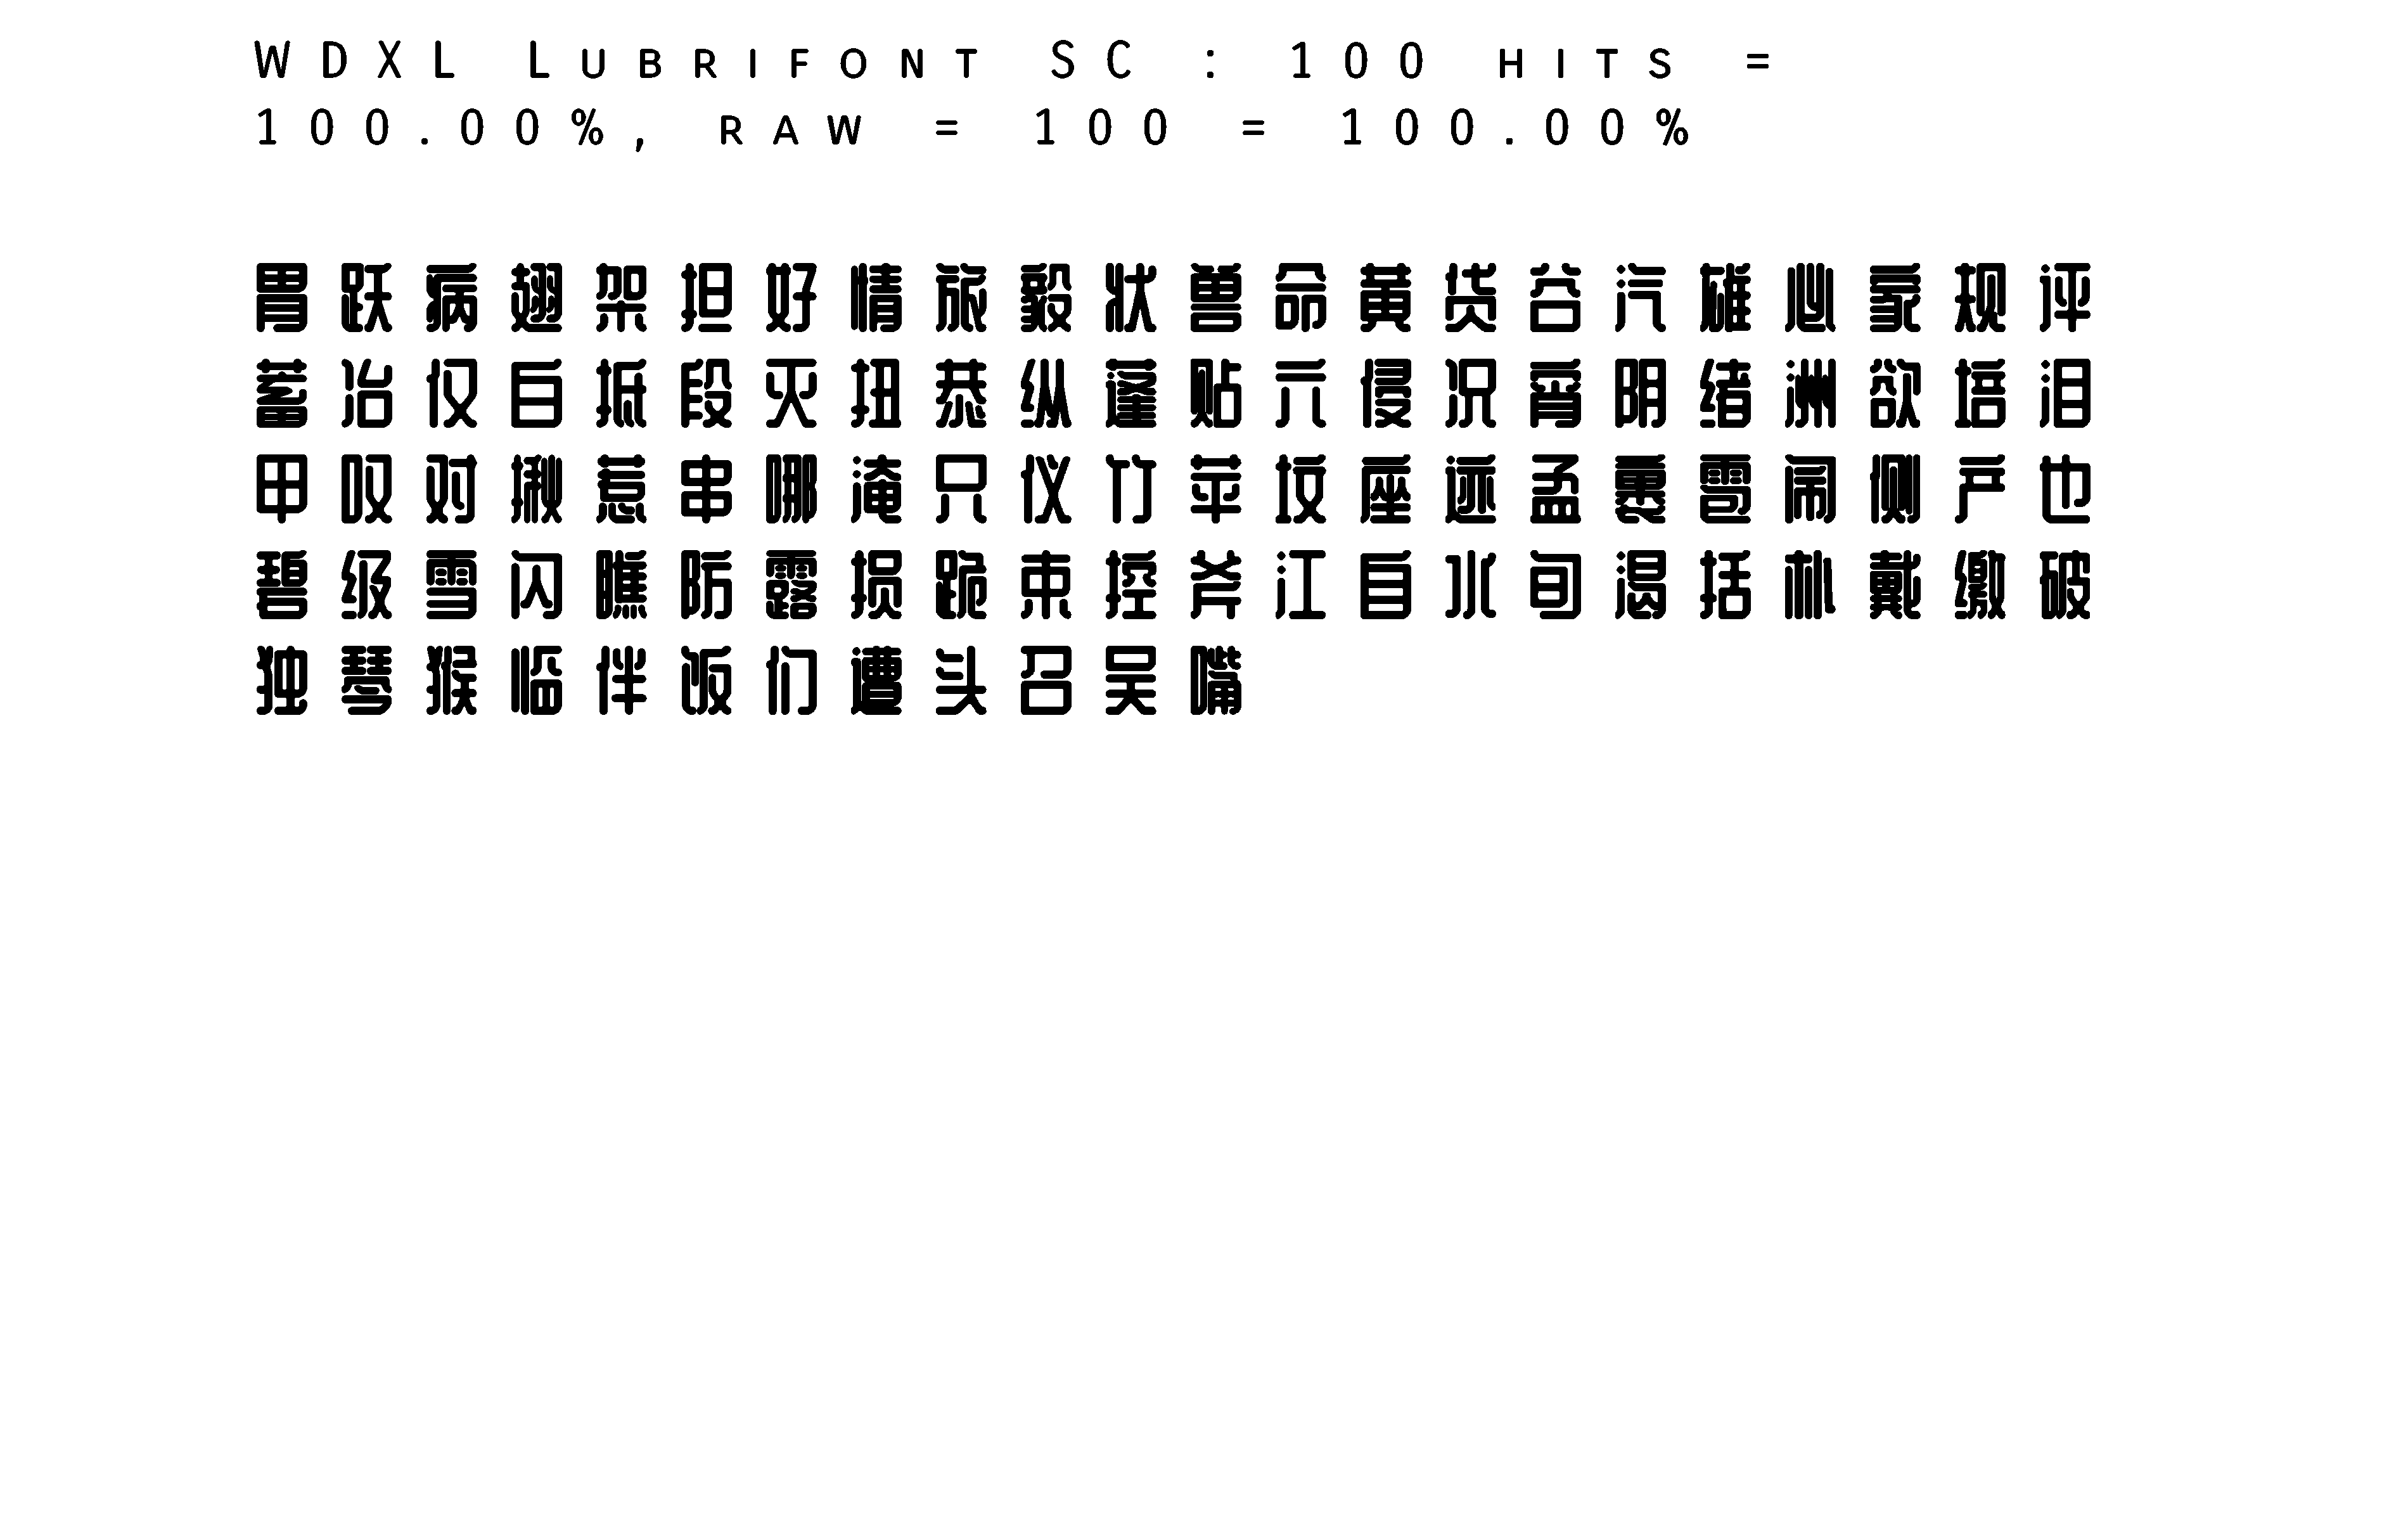 WDXL Lubrifont SC : 100 hits =
100.00%, raw = 100 = 100.00%
胃跃病翅架担好情旅毅状兽命黄货谷汽雄必家规评
蓄冶仅白抵段灭扭恭纵蓬贴亓侵况宵阴绪洲欲培泪
甲叹对揪惹串哪淹只仪竹苹坟座迹孟裹雹闹侧产也
碧级雪闪瞧防露损跪束控斧江自水旬渴括朴戴缴破
独琴猴临伴饭们遭头召吴嘴